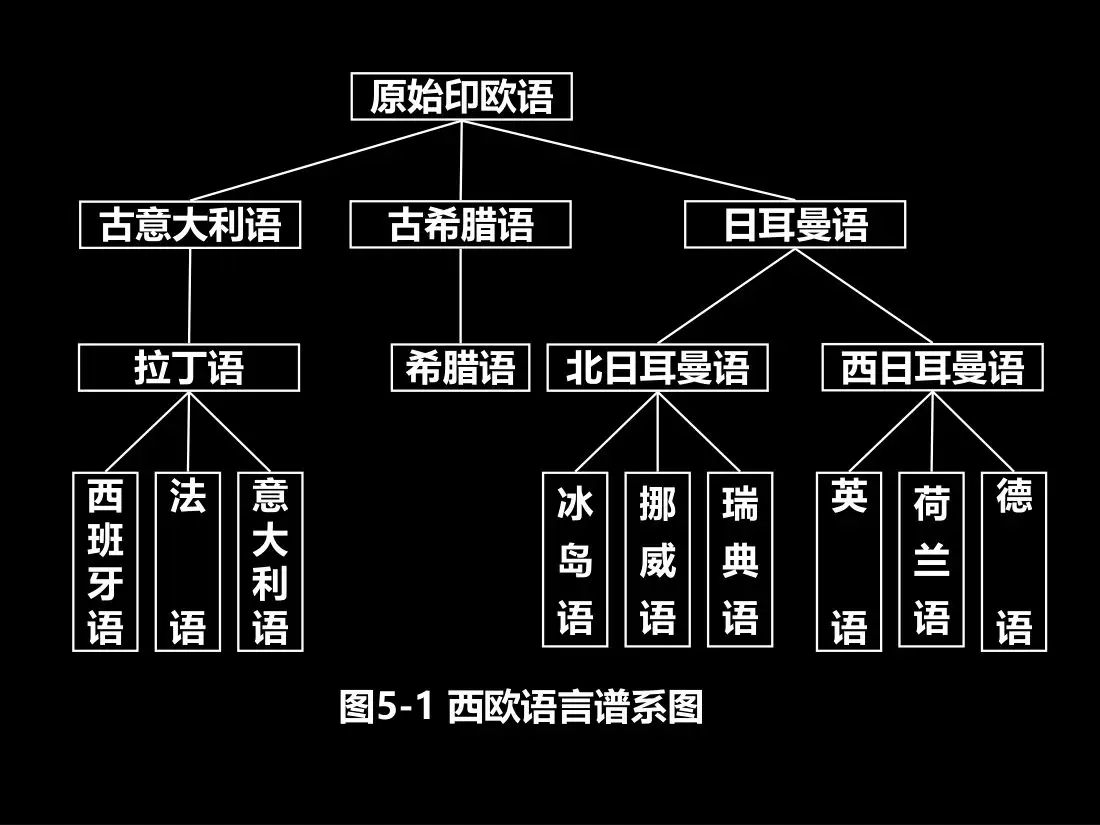 原始印欧语
古意大利语
古希腊语
日耳曼语
拉丁语
希腊语
北日耳曼语
西日耳曼语
西班牙语
法语
意大利语
冰岛语
挪威语
瑞典语
英语
荷兰语
德语
图5-1 西欧语言谱系图